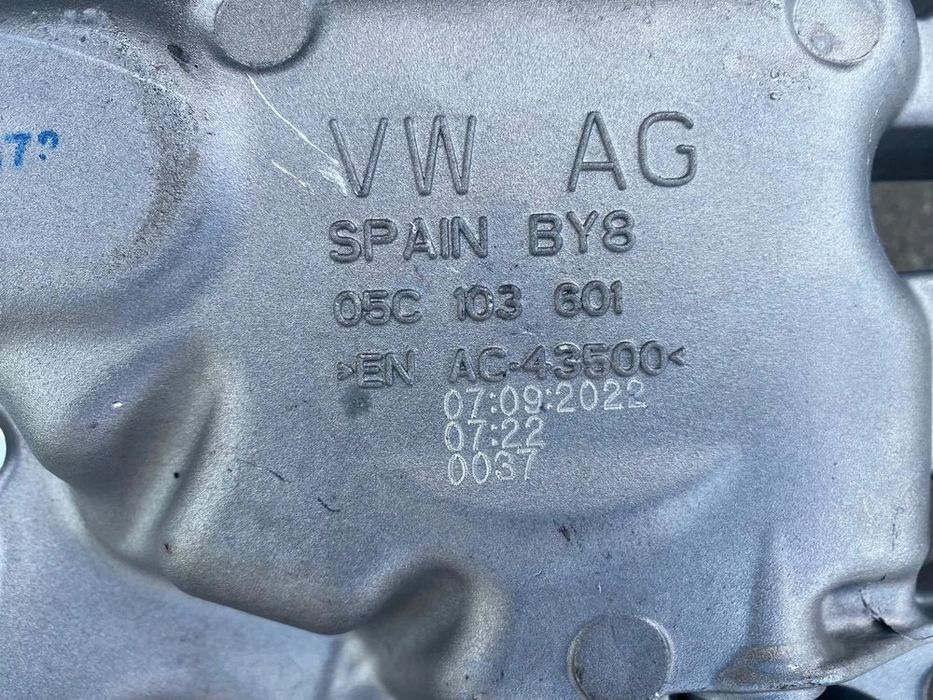 VW AG
SPAIN BY8
05C 103 601
>EN AC-43500<
07:09:2022
07:22
0037